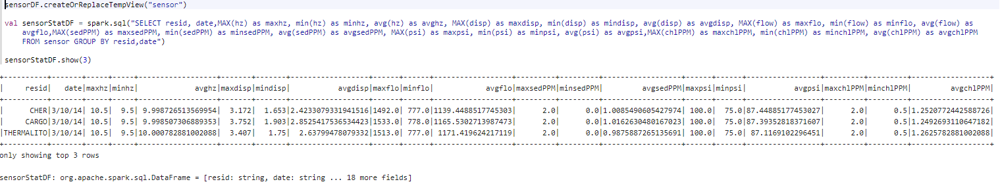 sensorDF.createOrReplaceTempView("sensor")
val sensorStatDF = spark.sql("SELECT resid, date,MAX(hz) as maxhz, min(hz) as minhz, avg(hz) as avghz, MAX(disp) as maxdisp, min(disp) as mindisp, avg(disp) as avgdisp, MAX(flow) as maxflo, min(flow) as minflo, avg(flow) as
avgflo,MAX(sedPPM) as maxsedPPM, min(sedPPM) as minsedPPM, avg(sedPPM) as avgsedPPM, MAX(psi) as maxpsi, min(psi) as minpsi, avg(psi) as avgpsi,MAX(chlPPM) as maxchlPPM, min(chlPPM) as minchlPPM, avg(chlPPM) as avgchlPPM
FROM sensor GROUP BY resid,date")
sensorStatDF.show(3)
| resid| date|maxhz|minhz| avghz|maxdisp|mindisp| avgdisp|maxflo|minflo| avgflo|maxsedPPM|minsedPPM| avgsedPPM|maxpsi|minpsi| avgpsi|maxchlPPM|minchlPPM| avgchlPPM|
| CHER|3/10/14| 10.5| 9.5| 9.998726513569954| 3.172| 1.653|2.4233079331941516|1492.0| 777.0|1139.4488517745303| 2.0| 0.0|1.0085490605427974| 100.0| 75.0|87.44885177453027| 2.0| 0.5|1.2520772442588726|
| CARGO|3/10/14| 10.5| 9.5| 9.998507306889353| 3.752| 1.903|2.8525417536534423|1533.0| 778.0|1165.5302713987473| 2.0| 0.0|1.0162630480167023| 100.0| 75.0|87.39352818371607| 2.0| 0.5|1.2492693110647182|
|THERMALITO|3/10/14| 10.5| 9.5|10.000782881002088| 3.407| 1.75| 2.63799478079332|1513.0| 777.0| 1171.419624217119| 2.0| 0.0|0.9875887265135691| 100.0| 75.0| 87.1169102296451| 2.0| 0.5|1.2625782881002088|
only showing top 3 rows
sensorStatDF: org.apache.spark.sql.DataFrame = [resid: string, date: string ... 18 more fields]